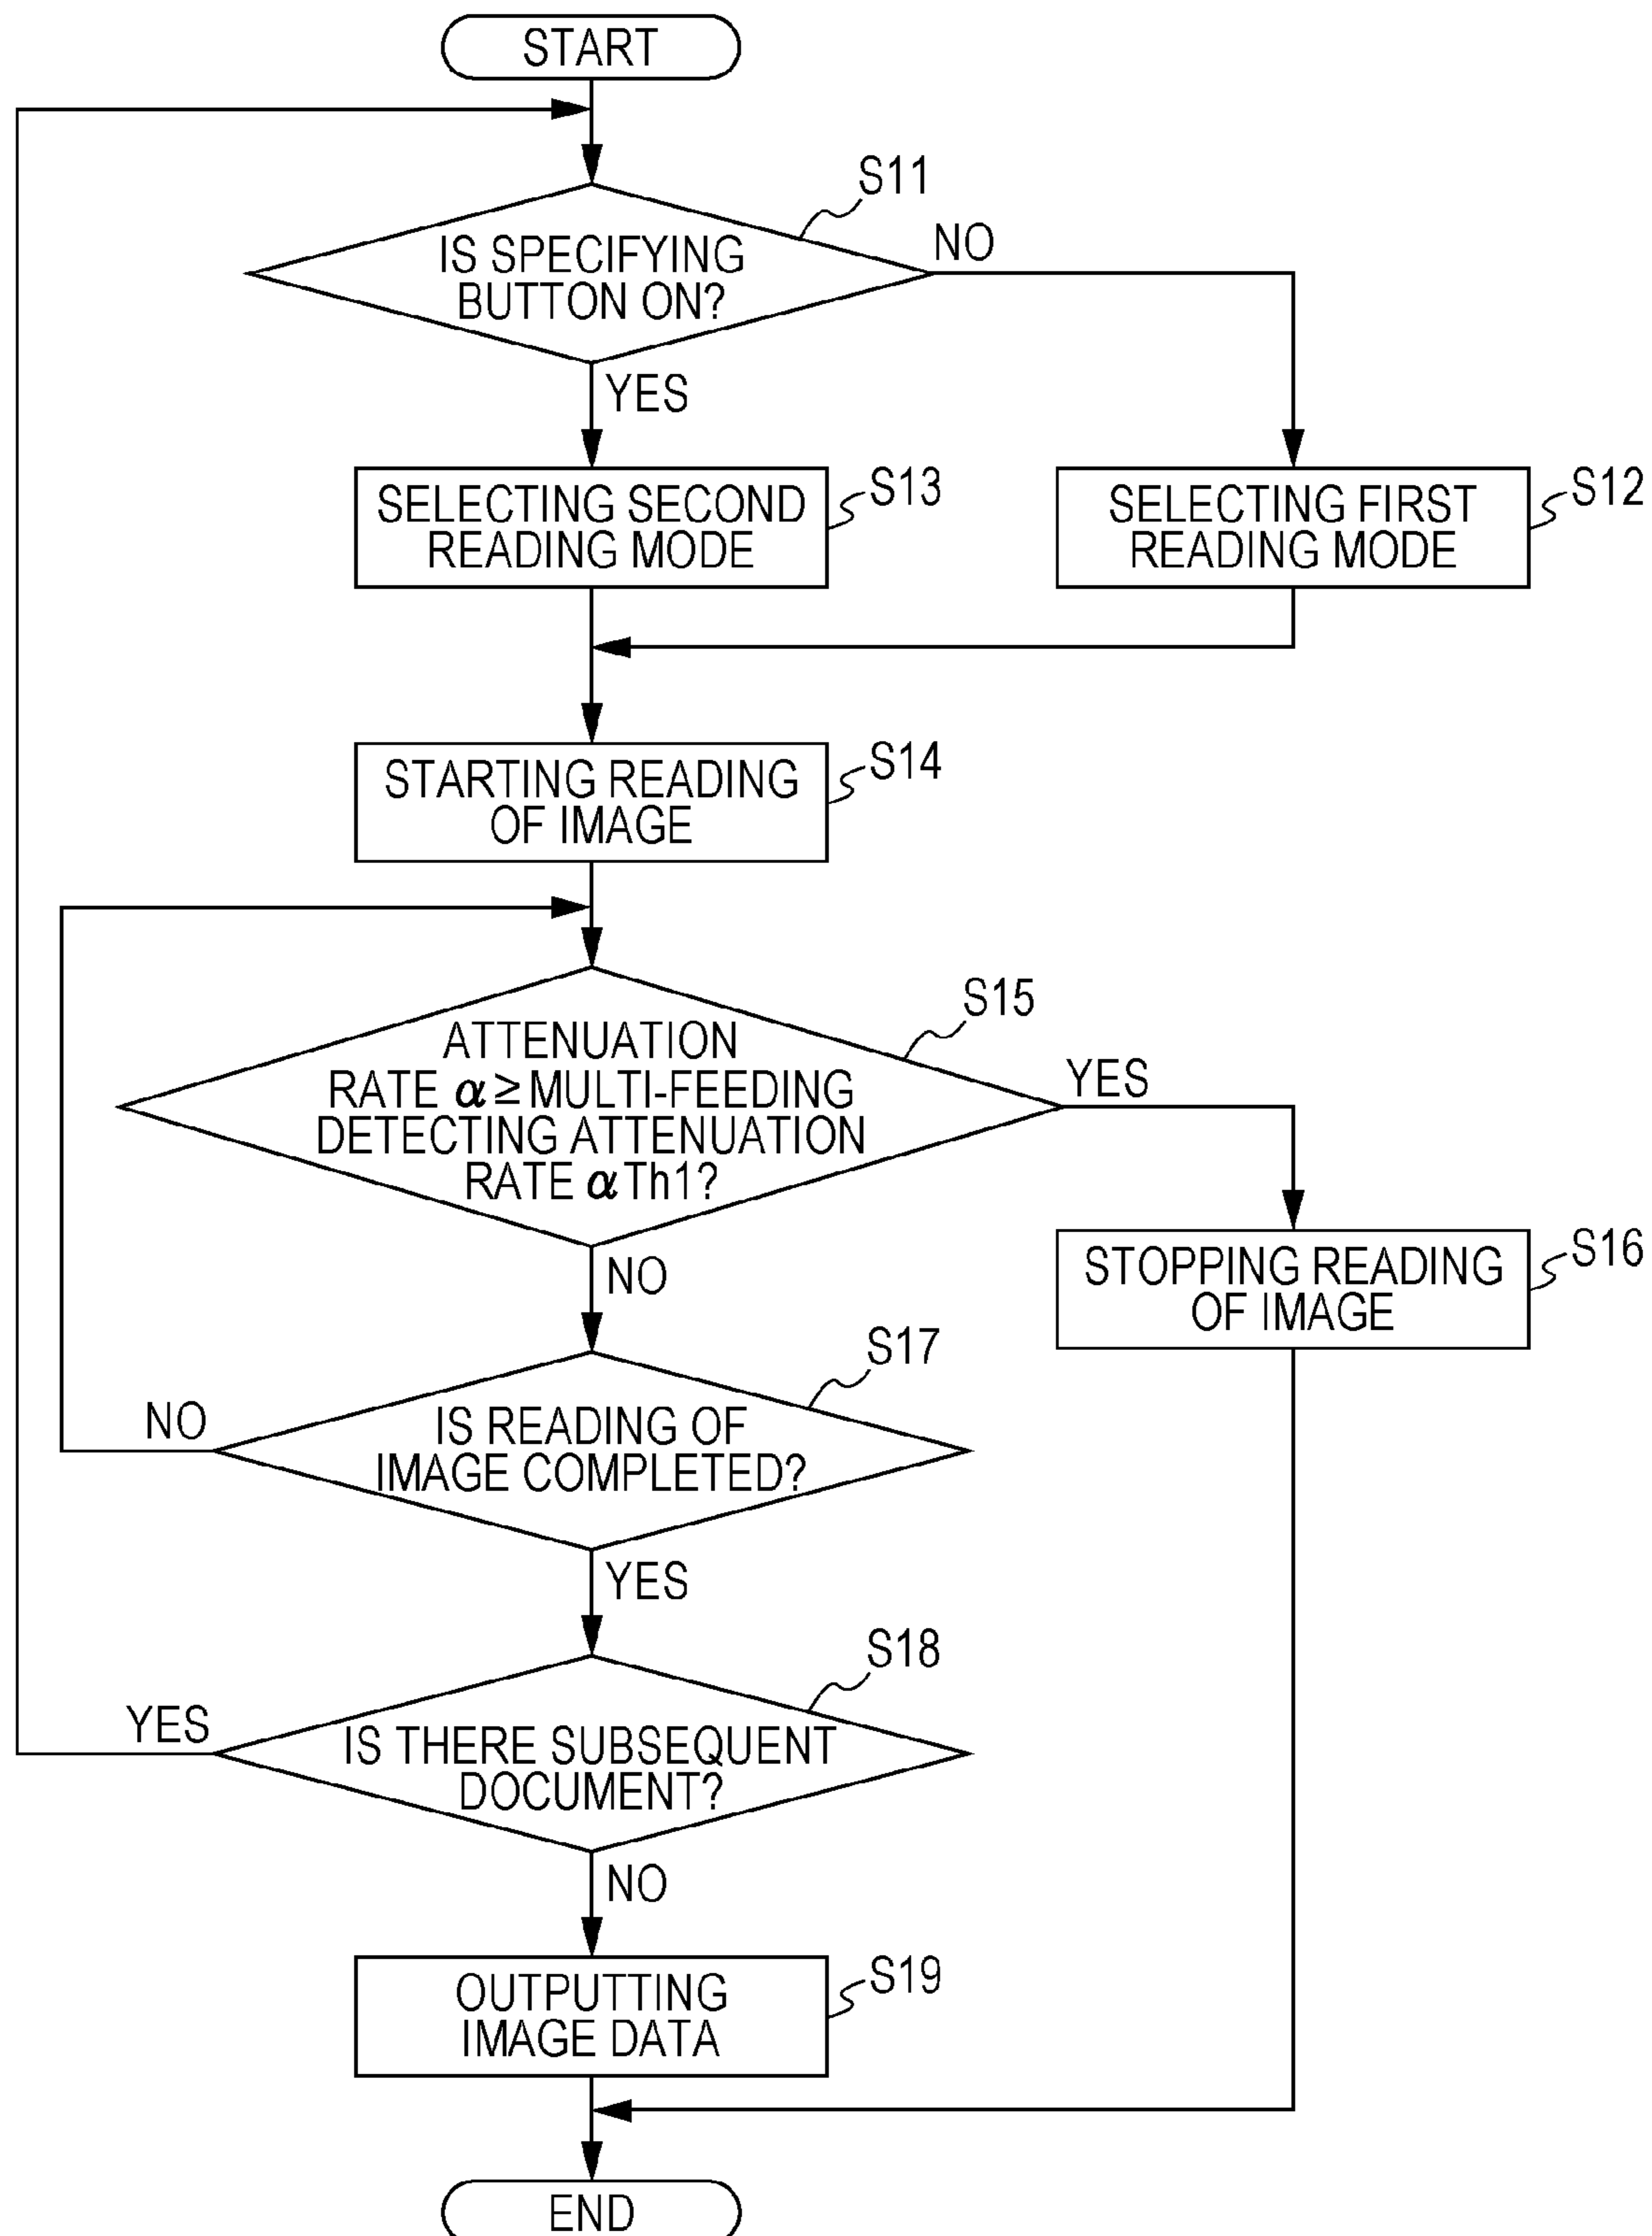 START
S11
IS SPECIFYING
BUTTON ON?
NO
YES
S13
SELECTING SECOND
READING MODE
S12
SELECTING FIRST
READING MODE
S14
STARTING READING
OF IMAGE
S15
ATTENUATION
RATE α ≥ MULTI-FEEDING
DETECTING ATTENUATION
RATE αTh1?
YES
NO
S16
STOPPING READING
OF IMAGE
S17
IS READING OF
IMAGE COMPLETED?
NO
YES
S18
IS THERE SUBSEQUENT
DOCUMENT?
YES
NO
S19
OUTPUTTING
IMAGE DATA
END